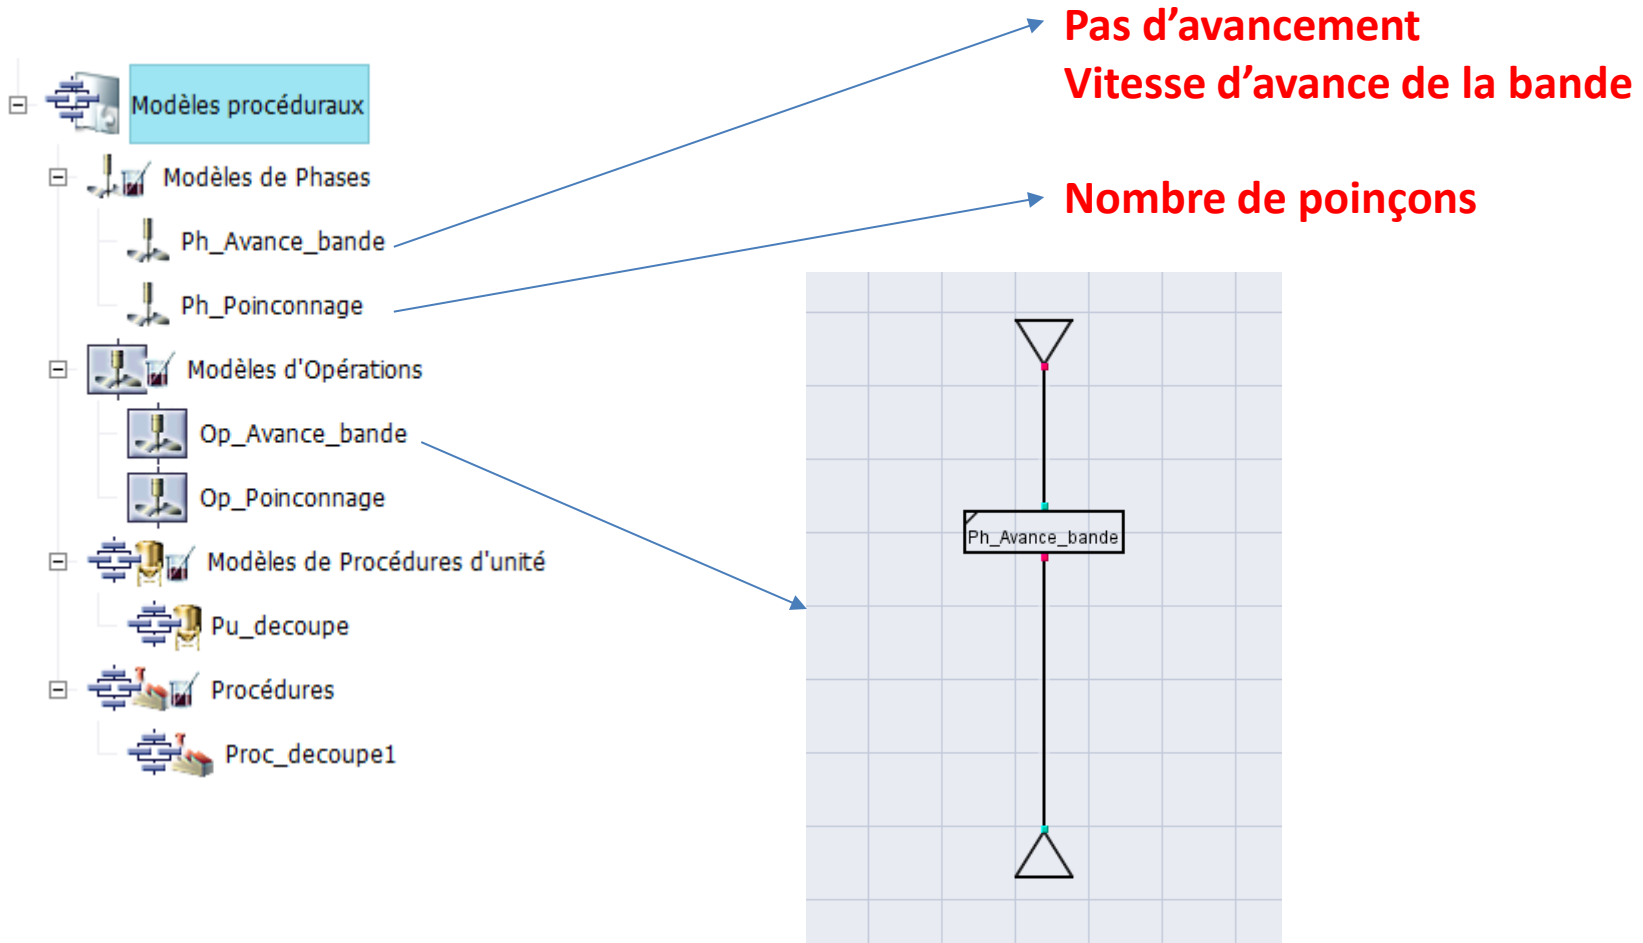 Pas d’avancement
Vitesse d’avance de la bande
Nombre de poinçons
Modèles procéduraux
Modèles de Phases
Ph_Avance_bande
Ph_Poinconnage
Modèles d'Opérations
Op_Avance_bande
Op_Poinconnage
Modèles de Procédures d'unité
Pu_decoupe
Procédures
Proc_decoupe1
Ph_Avance_bande